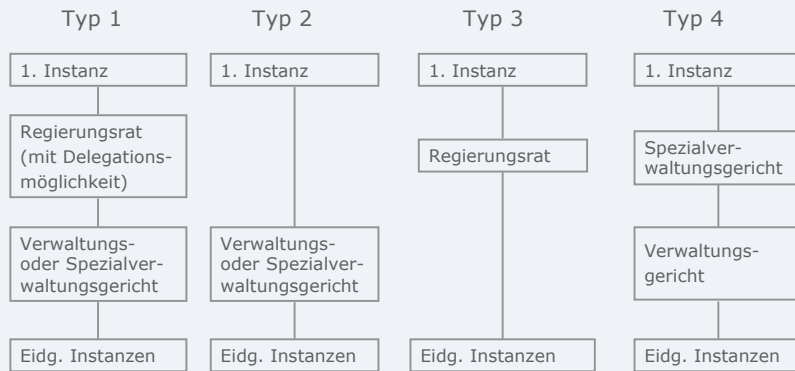 Typ 1
Typ 2
Typ 3
Typ 4
1. Instanz
1. Instanz
1. Instanz
1. Instanz
Regierungsrat
(mit Delegations-
möglichkeit)
Regierungsrat
Spezialver-
waltungsgericht
Verwaltungs-
oder Spezialver-
waltungsgericht
Verwaltungs-
oder Spezialver-
waltungsgericht
Verwaltungs-
gericht
Eidg. Instanzen
Eidg. Instanzen
Eidg. Instanzen
Eidg. Instanzen